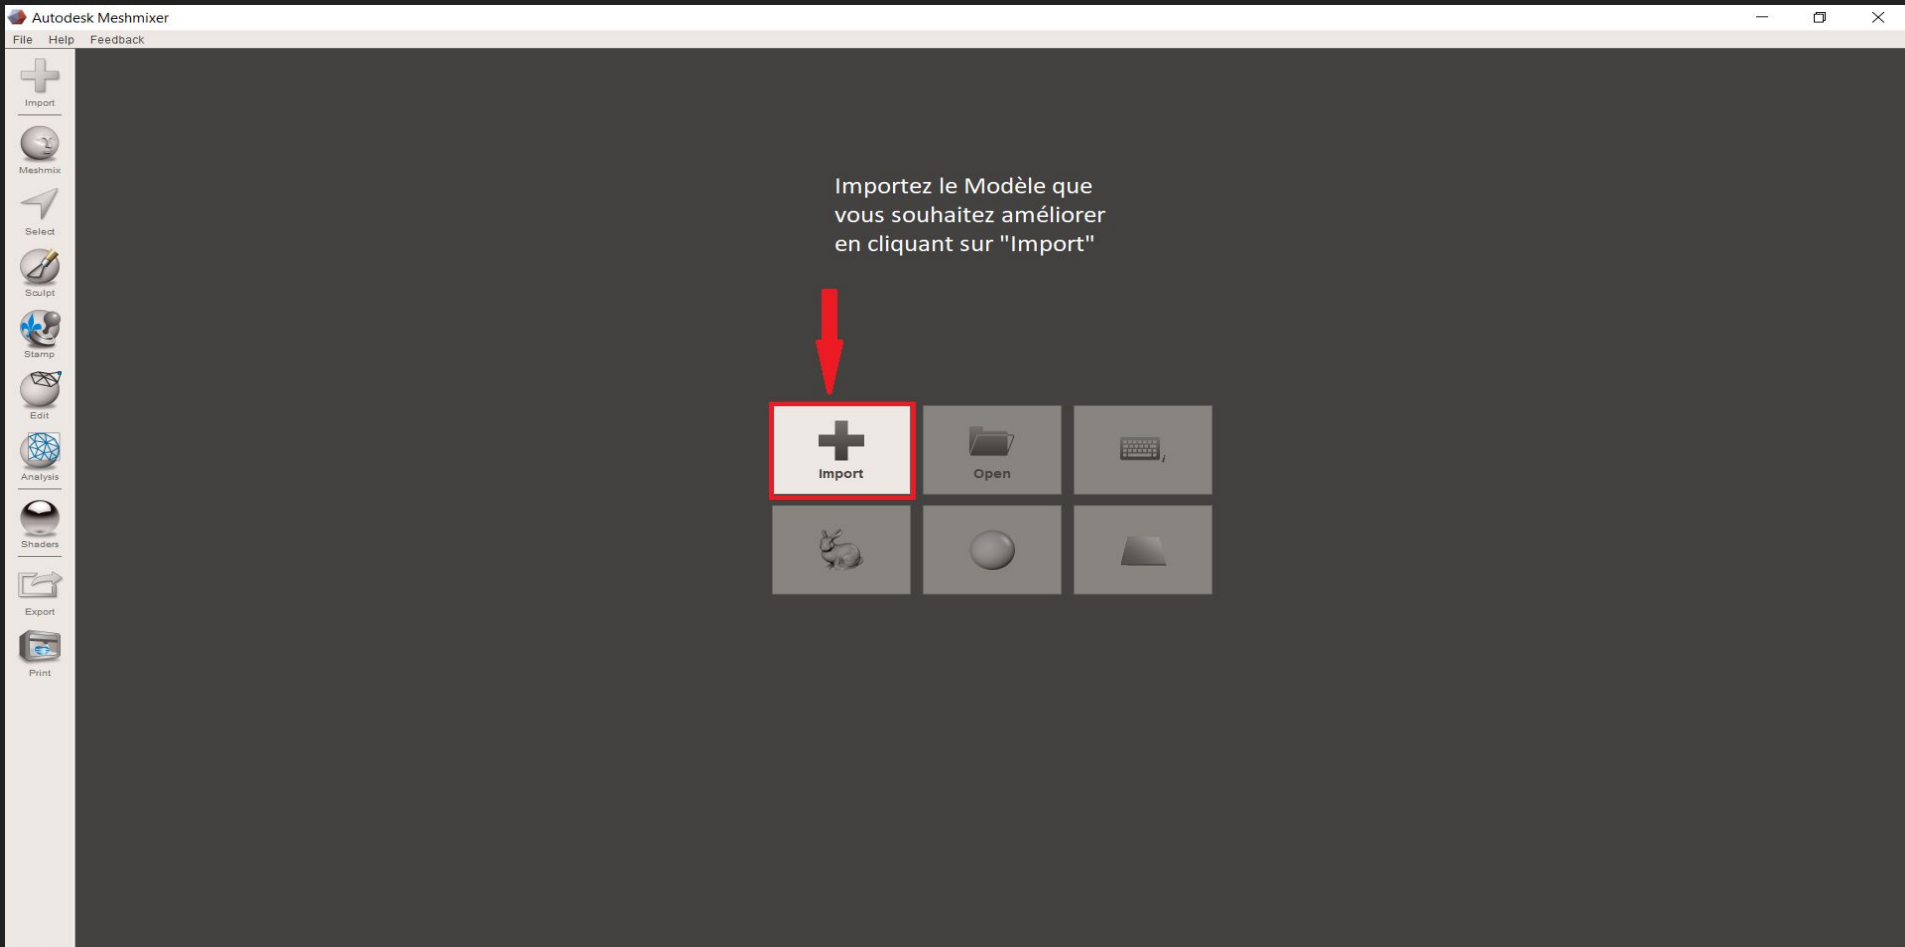 Autodesk Meshmixer
File Help Feedback
Import
Meshmix
Select
Sculpt
Stamp
Edit
Analysis
Shaders
Export
Print
Importez le Modèle que
vous souhaitez améliorer
en cliquant sur "Import"
Import
Open
i